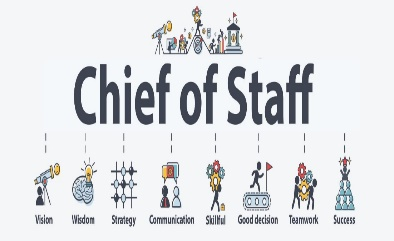 Chief of Staff
Vision Wisdom Strategy Communication Skillful Good decision Teamwork Success